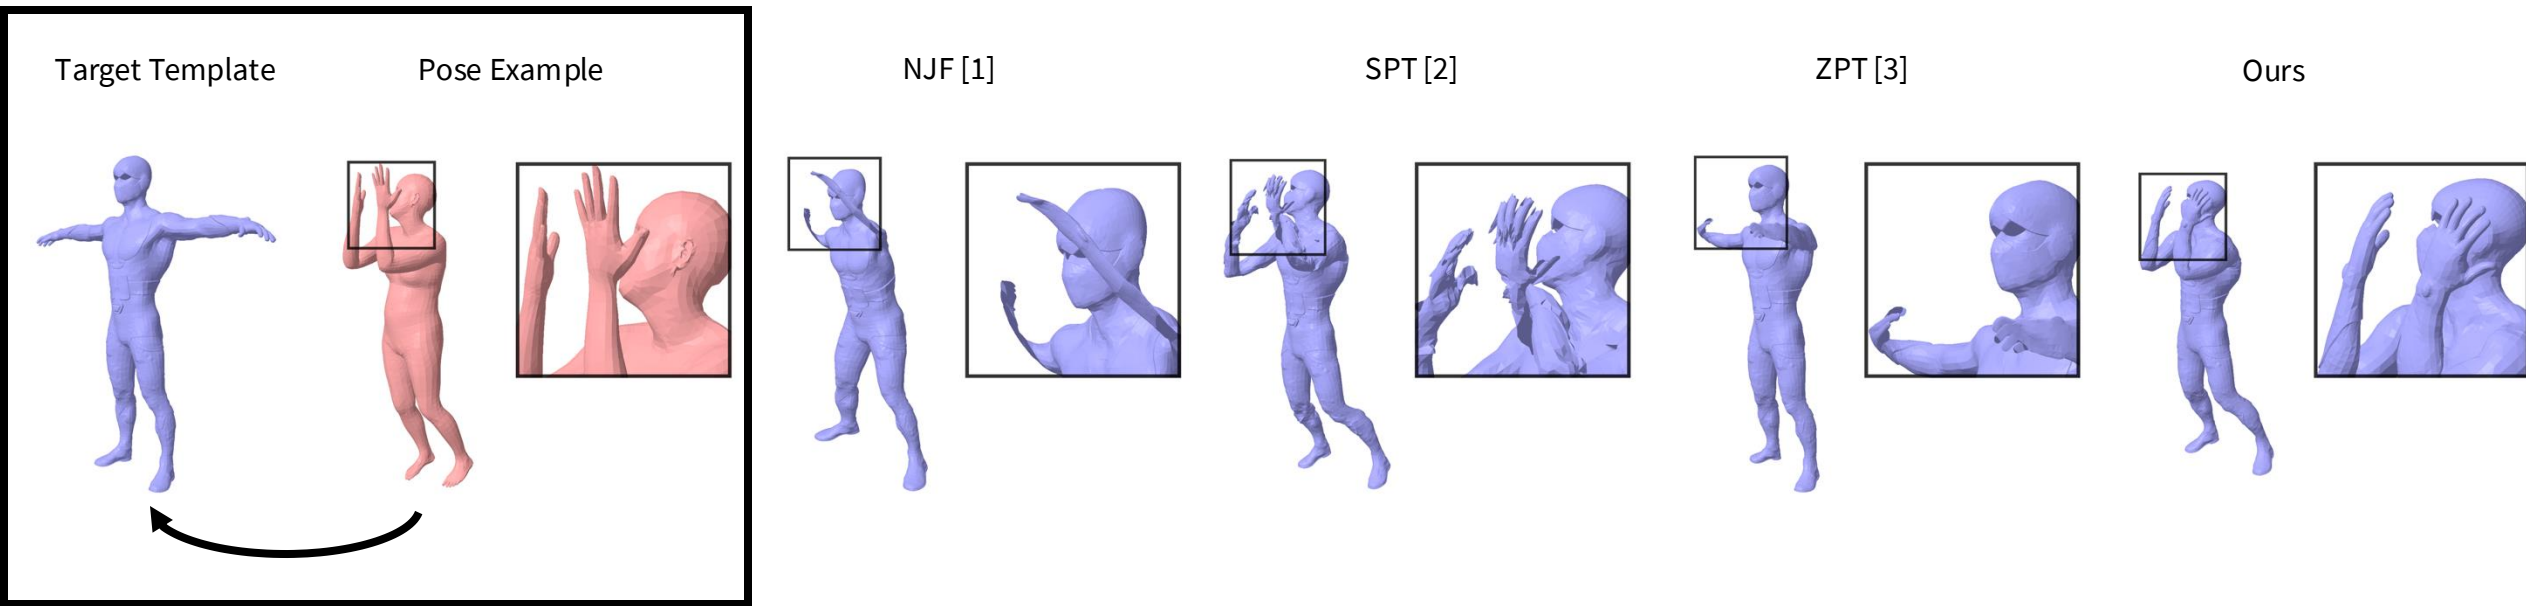 Target Template
Pose Example
NJF [1]
SPT [2]
ZPT [3]
Ours